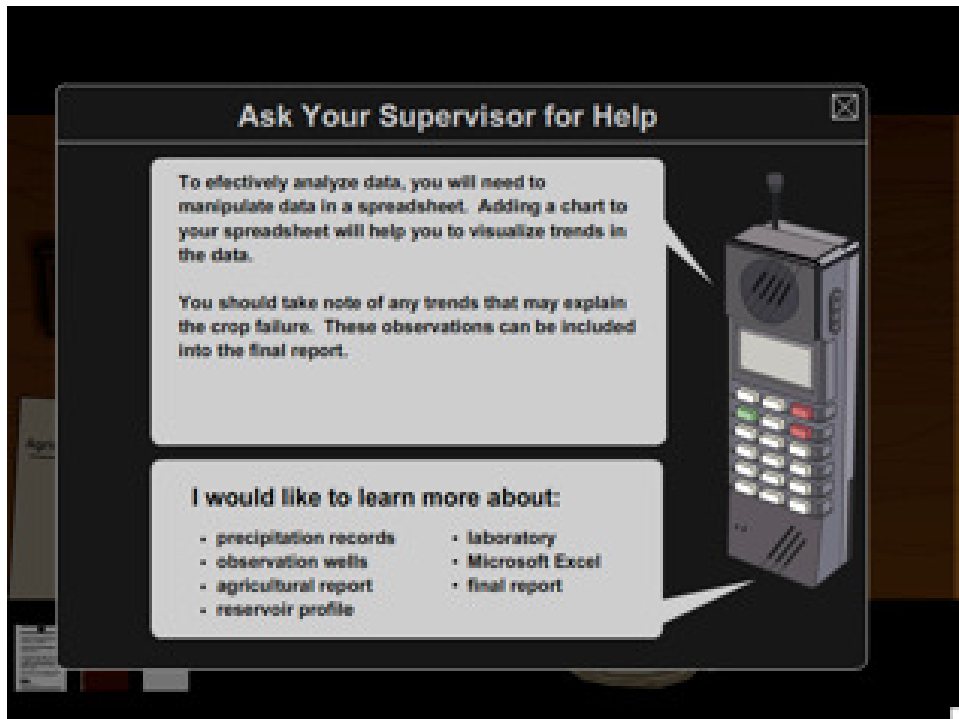 Ask Your Supervisor for Help
To efectively analyze data, you will need to
manipulate data in a spreadsheet. Adding a chart to
your spreadsheet will help you to visualize trends in
the data.
You should take note of any trends that may explain
the crop failure. These observations can be included
into the final report.
I would like to learn more about:
• precipitation records
• observation wells
• agricultural report
• reservoir profile
• laboratory
• Microsoft Excel
• final report